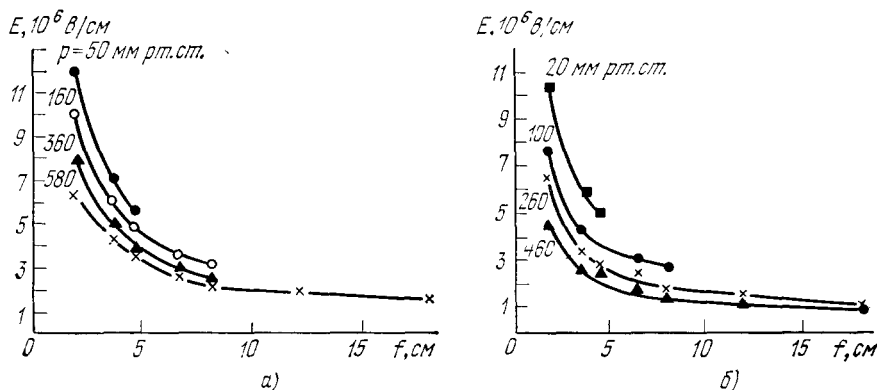 E, 10⁶ В/см
p=50 мм рт.ст.
160
360
580
11
9
7
5
3
1
0 5 10 15 f, см
а)
E. 10⁶ В/см
20 мм рт.ст.
100
260
460
11
9
7
5
3
1
0 5 10 15 f, см
б)